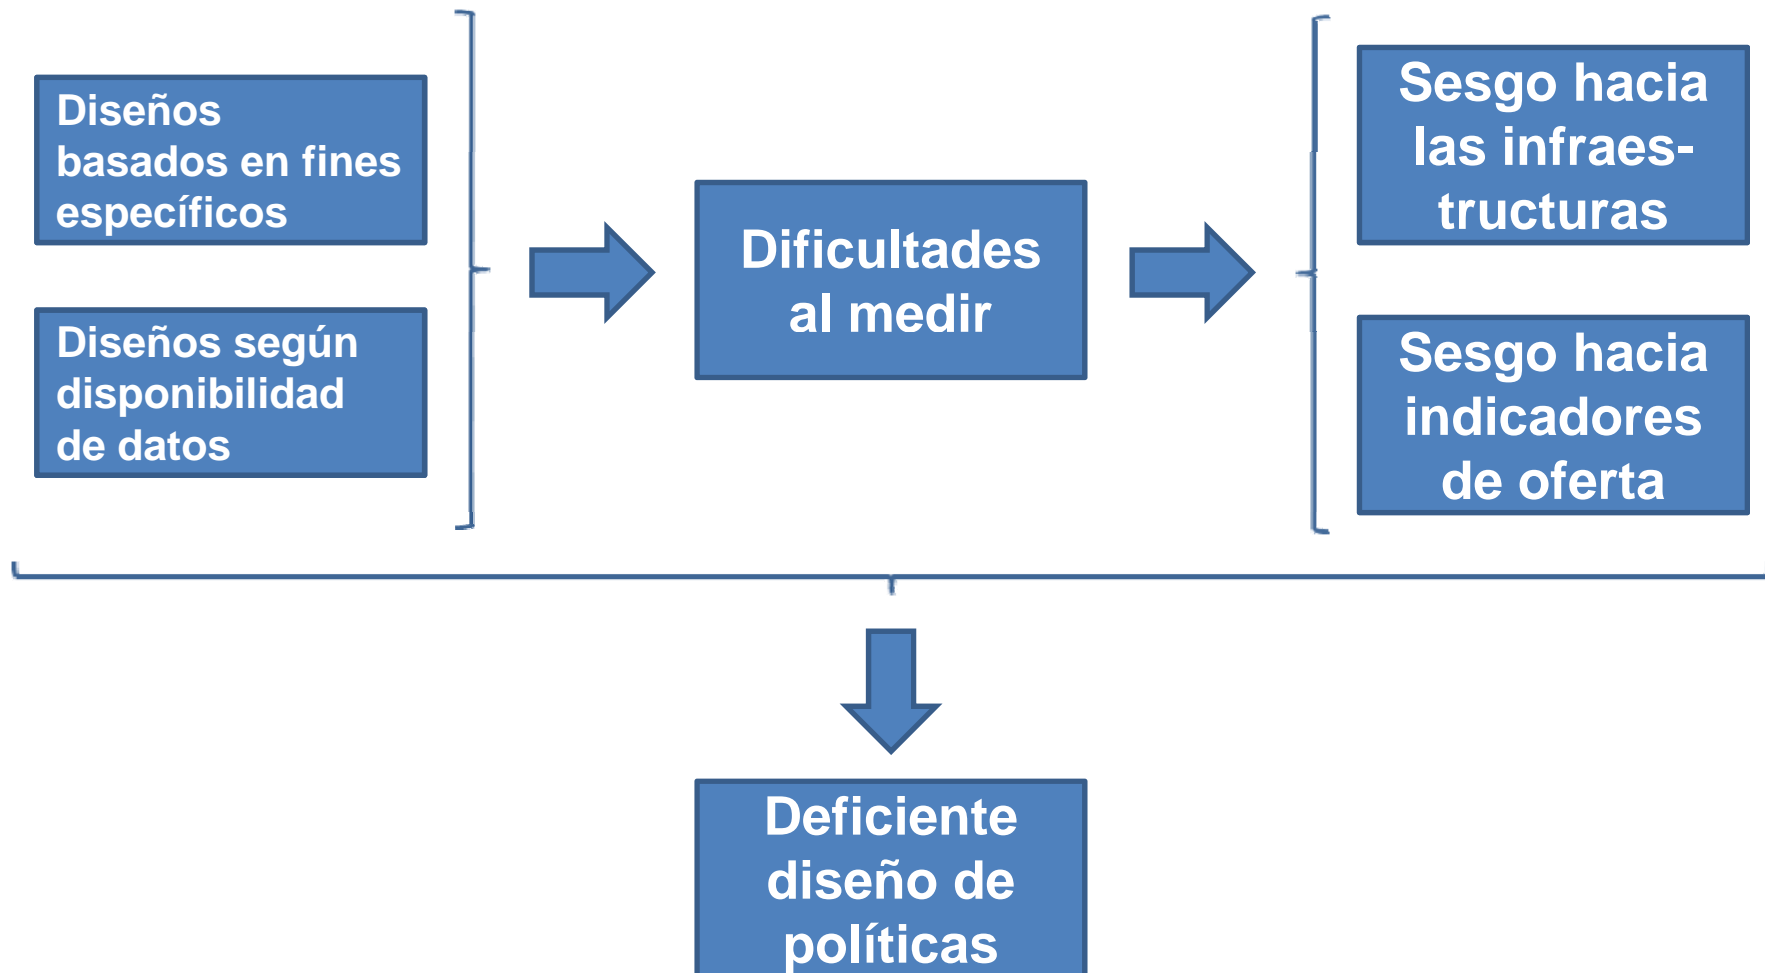 Diseños
basados en fines
específicos
Diseños según
disponibilidad
de datos
Dificultades
al medir
Sesgo hacia
las infraes-
tructuras
Sesgo hacia
indicadores
de oferta
Deficiente
diseño de
políticas